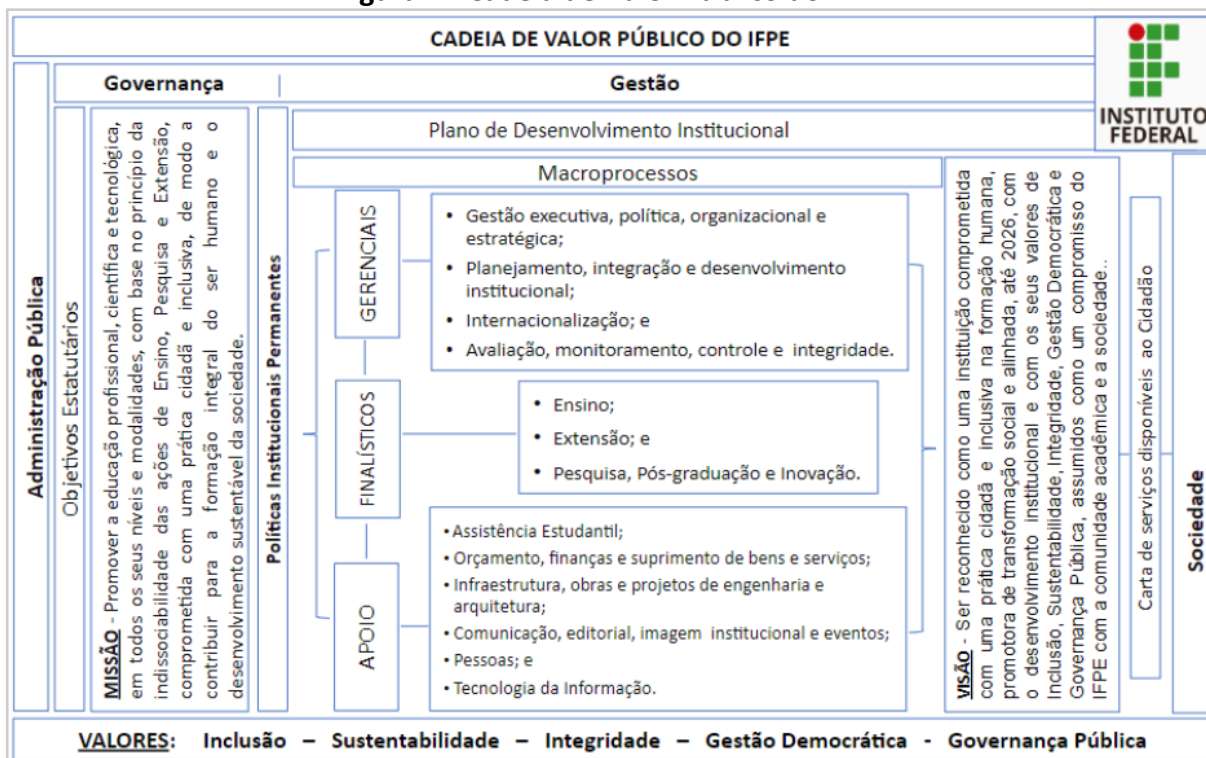 CADEIA DE VALOR PÚBLICO DO IFPE
INSTITUTO
FEDERAL
Governança
Gestão
Administração Pública
Objetivos Estatutários
MISSÃO - Promover a educação profissional, científica e tecnológica,
em todos os seus níveis e modalidades, com base no princípio da
indissociabilidade das ações de Ensino, Pesquisa e Extensão,
comprometida com uma prática cidadã e inclusiva, de modo a
contribuir para a formação integral do ser humano e o
desenvolvimento sustentável da sociedade.
Políticas Institucionais Permanentes
Plano de Desenvolvimento Institucional
Macroprocessos
GERENCIAIS
• Gestão executiva, política, organizacional e
estratégica;
• Planejamento, integração e desenvolvimento
institucional;
• Internacionalização; e
• Avaliação, monitoramento, controle e integridade.
FINALÍSTICOS
• Ensino;
• Extensão; e
• Pesquisa, Pós-graduação e Inovação.
APOIO
• Assistência Estudantil;
• Orçamento, finanças e suprimento de bens e serviços;
• Infraestrutura, obras e projetos de engenharia e
arquitetura;
• Comunicação, editorial, imagem institucional e eventos;
• Pessoas; e
• Tecnologia da Informação.
VISÃO - Ser reconhecido como uma instituição comprometida
com uma prática cidadã e inclusiva na formação humana,
promotora de transformação social e alinhada, até 2026, com
o desenvolvimento institucional e com os seus valores de
Inclusão, Sustentabilidade, Integridade, Gestão Democrática e
Governança Pública, assumidos como um compromisso do
IFPE com a comunidade acadêmica e a sociedade..
Carta de serviços disponíveis ao Cidadão
Sociedade
VALORES: Inclusão – Sustentabilidade – Integridade – Gestão Democrática - Governança Pública